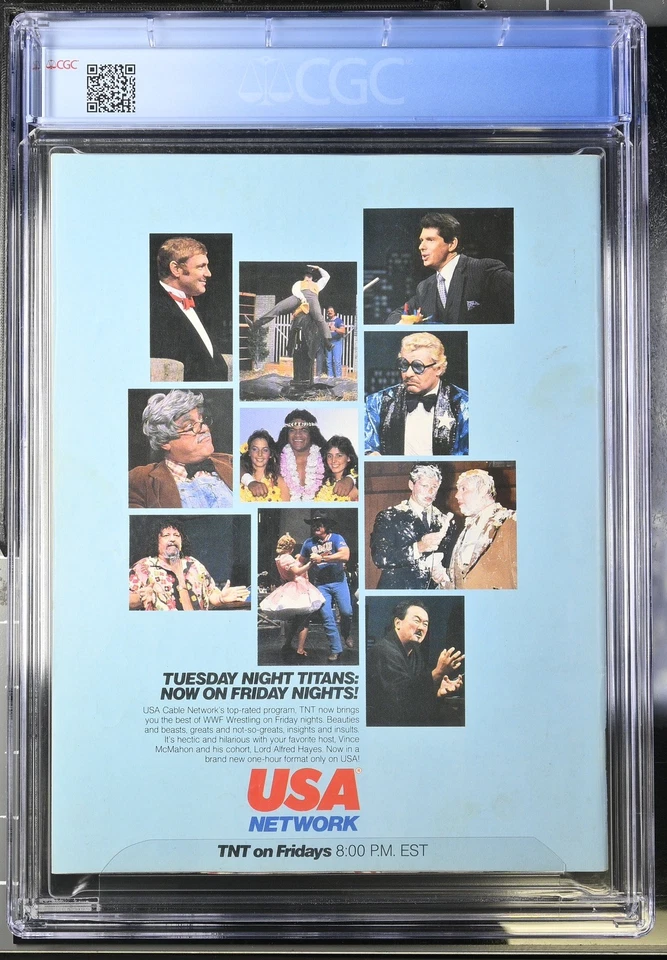 CGC
CGC
TUESDAY NIGHT TITANS:
NOW ON FRIDAY NIGHTS!
USA Cable Network's top-rated program, TNT now brings
you the best of WWF Wrestling on Friday nights. Beauties
and beasts, greats and not-so-greats, insights and insults.
It's hectic and hilarious with your favorite host, Vince
McMahon and his cohort, Lord Alfred Hayes. Now in a
brand new one-hour format only on USA!
USA
NETWORK
TNT on Fridays 8:00 P.M. EST